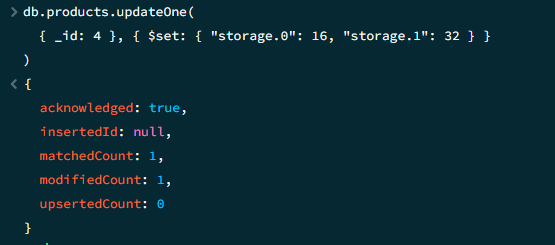 > db.products.updateOne(
{ _id: 4 }, { $set: { "storage.0": 16, "storage.1": 32 } }
)
< {
acknowledged: true,
insertedId: null,
matchedCount: 1,
modifiedCount: 1,
upsertedCount: 0
}